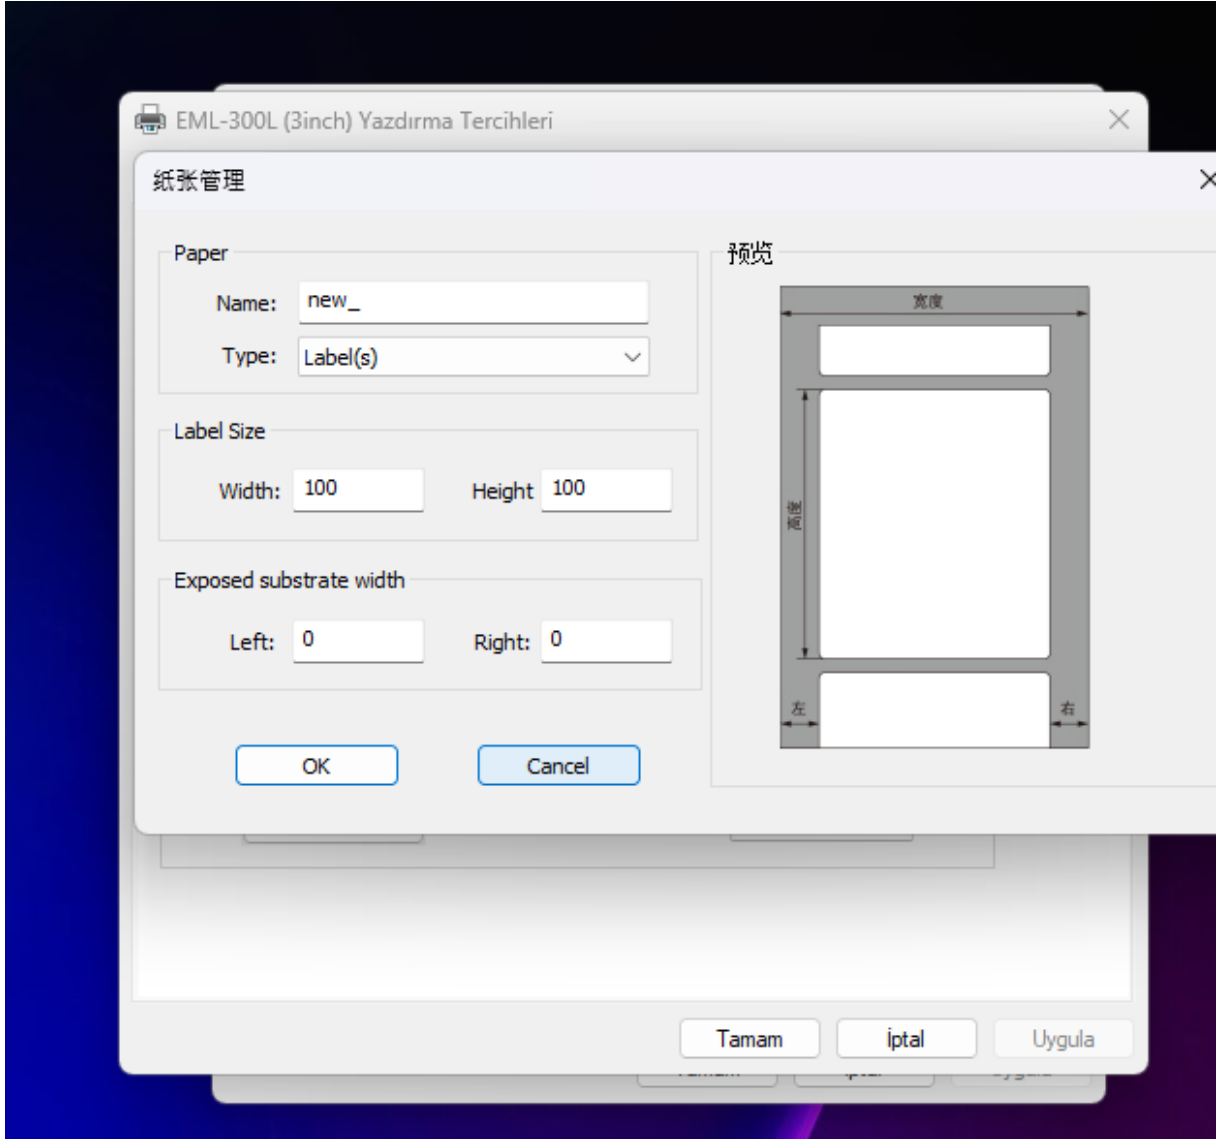 EML-300L (3inch) Yazdırma Tercihleri
纸张管理
Paper
Name: new_
Type: Label(s)
Label Size
Width: 100 Height 100
Exposed substrate width
Left: 0 Right: 0
OK Cancel
预览
宽度
高度
左 右
Tamam İptal Uygula